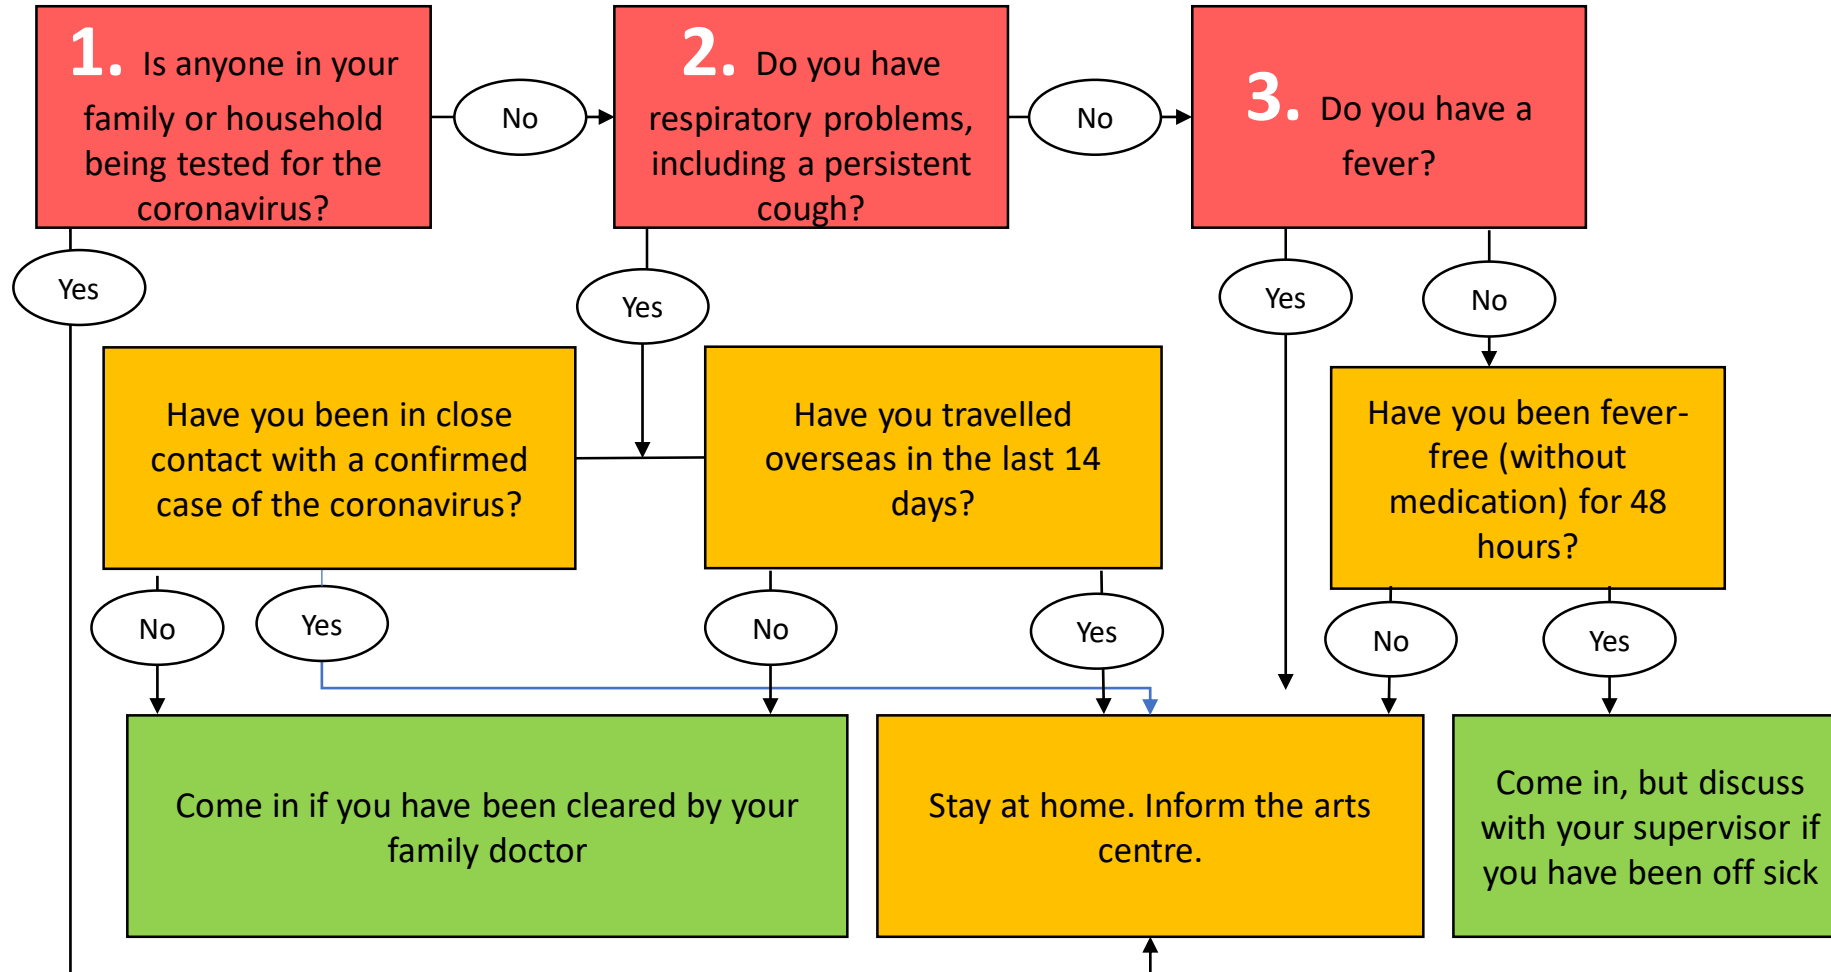 1. Is anyone in your
family or household
being tested for the
coronavirus?
No
2. Do you have
respiratory problems,
including a persistent
cough?
No
3. Do you have a
fever?
Yes
Yes
Yes
No
Have you been in close
contact with a confirmed
case of the coronavirus?
Have you travelled
overseas in the last 14
days?
Have you been fever-
free (without
medication) for 48
hours?
No
Yes
No
Yes
No
Yes
Come in if you have been cleared by your
family doctor
Stay at home. Inform the arts
centre.
Come in, but discuss
with your supervisor if
you have been off sick